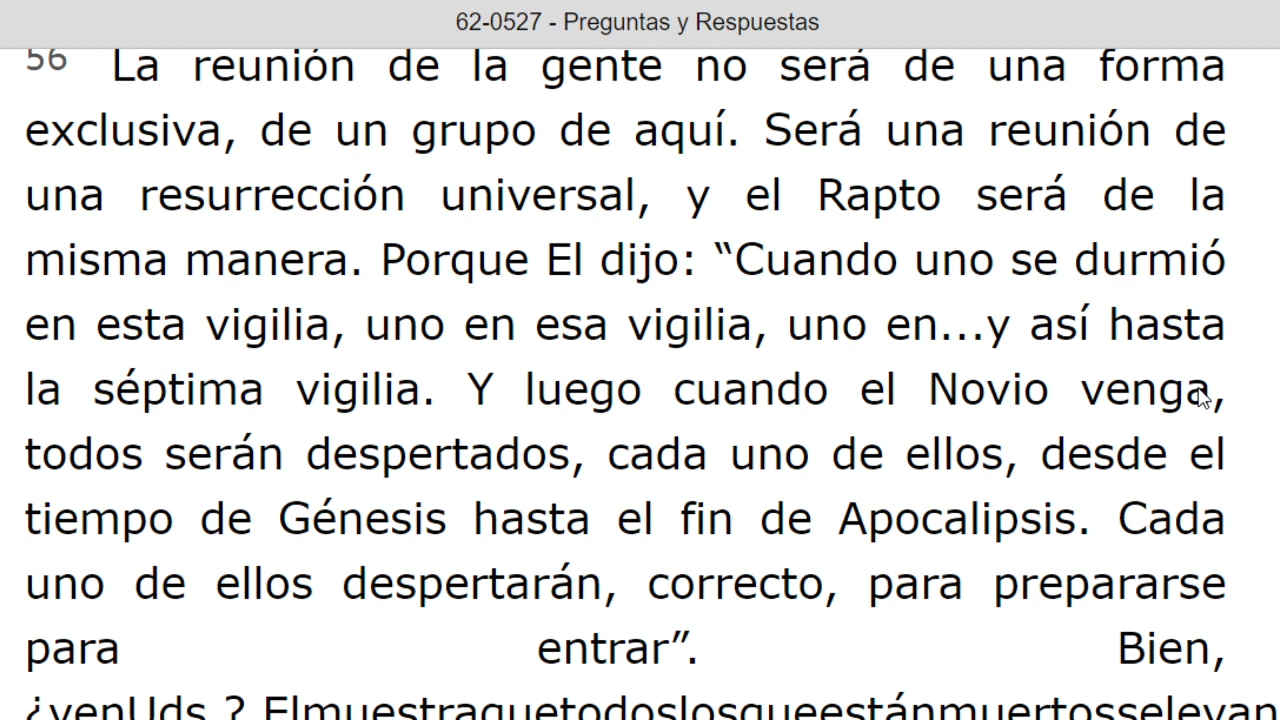 62-0527 - Preguntas y Respuestas
56 La reunión de la gente no será de una forma
exclusiva, de un grupo de aquí. Será una reunión de
una resurrección universal, y el Rapto será de la
misma manera. Porque El dijo: “Cuando uno se durmió
en esta vigilia, uno en esa vigilia, uno en...y así hasta
la séptima vigilia. Y luego cuando el Novio venga,
todos serán despertados, cada uno de ellos, desde el
tiempo de Génesis hasta el fin de Apocalipsis. Cada
uno de ellos despertarán, correcto, para prepararse
para entrar”. Bien,
¿venUds.? Elmuestraquetodoslosqueestánmuertosselevan